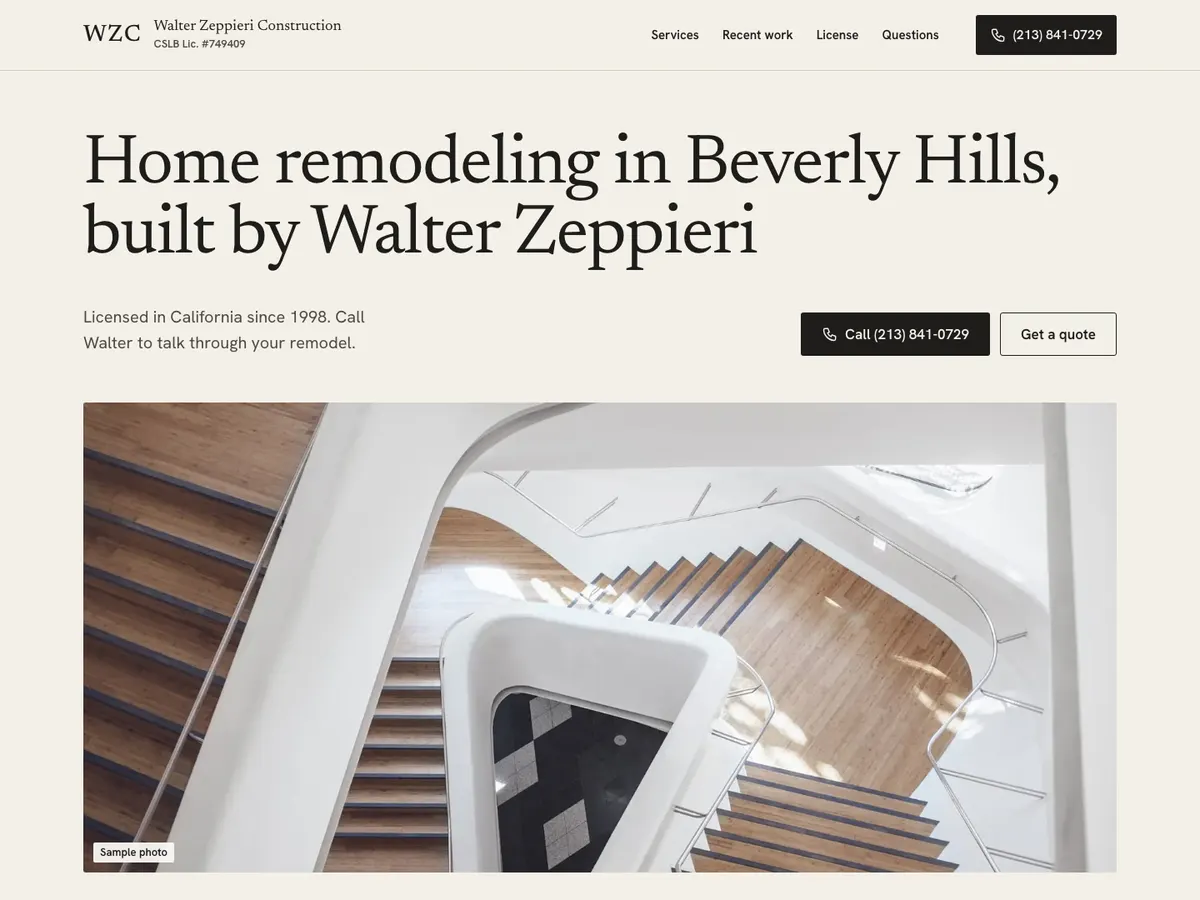 WZC
Walter Zeppieri Construction
CSLB Lic. #749409
Services
Recent work
License
Questions
(213) 841-0729
Home remodeling in Beverly Hills,
built by Walter Zeppieri
Licensed in California since 1998. Call
Walter to talk through your remodel.
Call (213) 841-0729
Get a quote
Sample photo